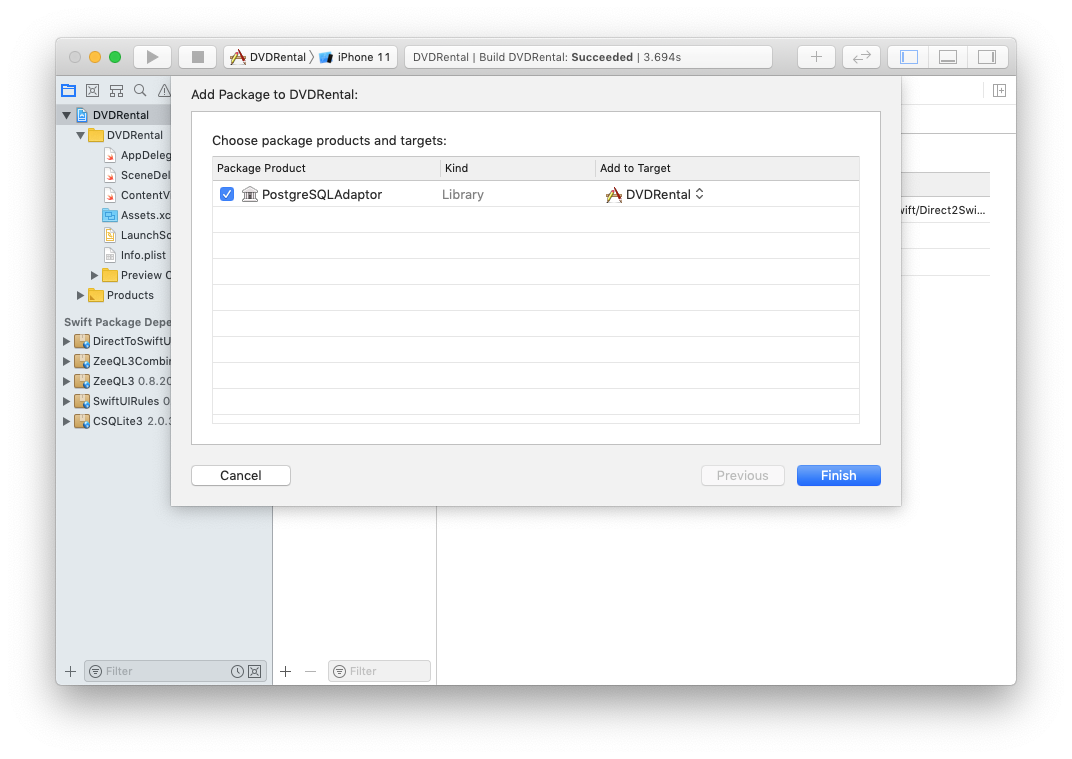 DVDRental iPhone 11
DVDRental | Build DVDRental: Succeeded | 3.694s
Add Package to DVDRental:
Choose package products and targets:
Package Product Kind Add to Target
PostgreSQLAdaptor Library DVDRental
DVDRental
DVDRental
AppDeleg
SceneDel
ContentV
Assets.xc
LaunchSc
Info.plist
Preview C
Products
Swift Package Depe
DirectToSwiftU
ZeeQL3Combin
ZeeQL3 0.8.20
SwiftUIRules 0
CSQLite3 2.0.3
wift/Direct2Swi...
Cancel Previous Finish
Filter Filter